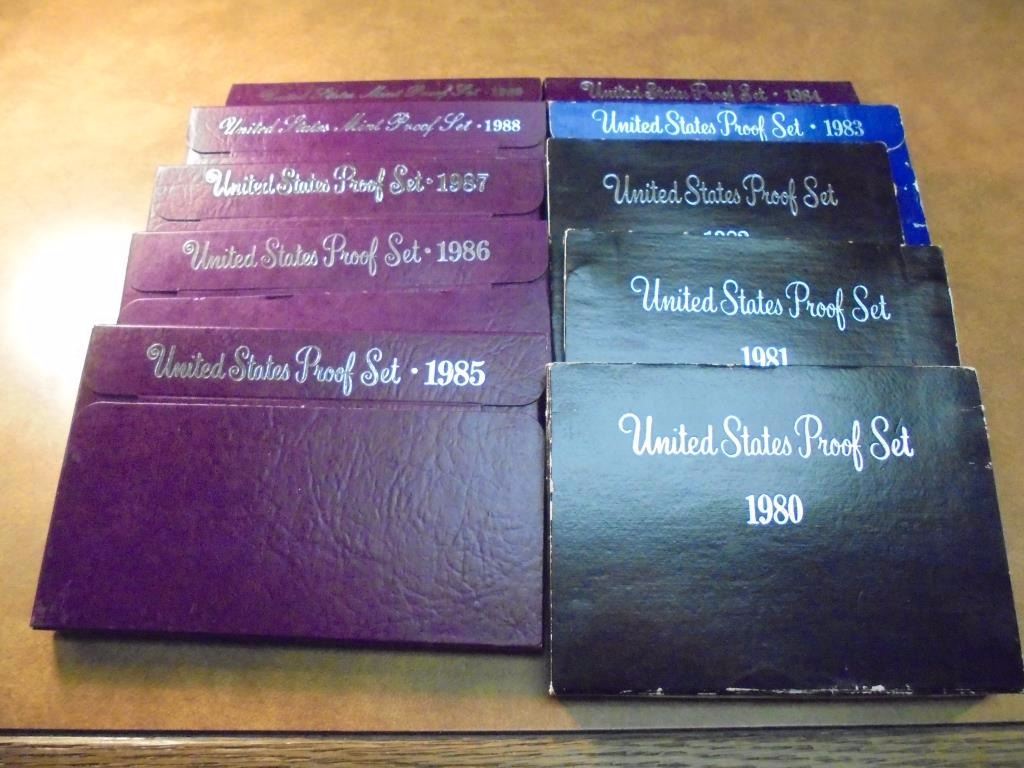 United States Mint Proof Set
United States Mint Proof Set · 1988
United States Proof Set · 1987
United States Proof Set · 1986
United States Proof Set · 1985
United States Proof Set · 1984
United States Proof Set · 1983
United States Proof Set
United States Proof Set
1981
United States Proof Set
1980